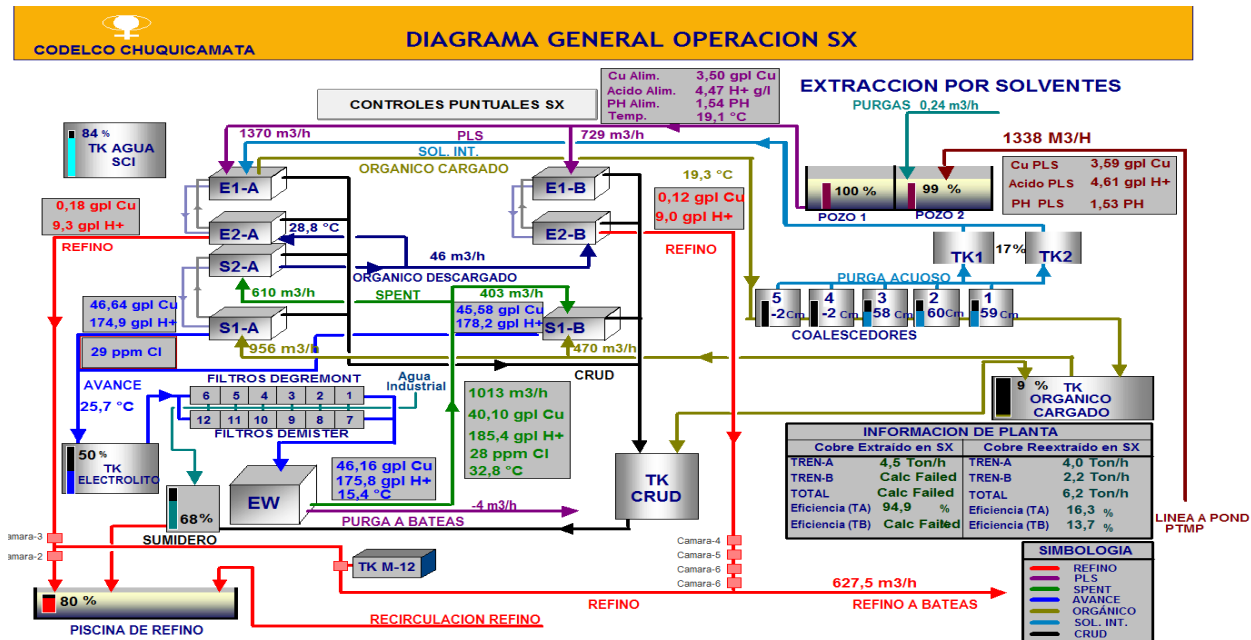 CODELCO CHUQUICAMATA
DIAGRAMA GENERAL OPERACION SX
CONTROLES PUNTUALES SX
Cu Alim. 3,50 gpl Cu
Acido Alim. 4,47 H+ g/l
PH Alim. 1,54 PH
Temp. 19,1 °C
EXTRACCION POR SOLVENTES
PURGAS 0,24 m3/h
1338 M3/H
Cu PLS 3,59 gpl Cu
Acido PLS 4,61 gpl H+
PH PLS 1,53 PH
84 %
TK AGUA
SCI
1370 m3/h
PLS
729 m3/h
SOL. INT.
ORGANICO CARGADO
19,3 °C
E1-A
E1-B
100 %
POZO 1
99 %
POZO 2
0,18 gpl Cu
9,3 gpl H+
REFINO
0,12 gpl Cu
9,0 gpl H+
REFINO
E2-A
28,8 °C
E2-B
TK1
17%
TK2
46 m3/h
ORGANICO DESCARGADO
S2-A
PURGA ACUOSO
610 m3/h
SPENT
403 m3/h
46,64 gpl Cu
174,9 gpl H+
45,58 gpl Cu
178,2 gpl H+
S1-A
S1-B
5
-2 Cm
4
-2 Cm
3
58 Cm
2
60 Cm
1
59 Cm
COALESCEDORES
29 ppm Cl
956 m3/h
470 m3/h
CRUD
AVANCE
25,7 °C
FILTROS DEGREMONT
Agua
Industrial
6 5 4 3 2 1
12 11 10 9 8 7
FILTROS DEMISTER
1013 m3/h
40,10 gpl Cu
185,4 gpl H+
28 ppm Cl
32,8 °C
9 %
TK
ORGANICO
CARGADO
50 %
TK
ELECTROLITO
EW
46,16 gpl Cu
175,8 gpl H+
15,4 °C
TK
CRUD
-4 m3/h
PURGA A BATEAS
68%
SUMIDERO
INFORMACION DE PLANTA
Cobre Extraído en SX Cobre Reextraído en SX
TREN-A 4,5 Ton/h TREN-A 4,0 Ton/h
TREN-B Calc Failed TREN-B 2,2 Ton/h
TOTAL Calc Failed TOTAL 6,2 Ton/h
Eficiencia (TA) 94,9 % Eficiencia (TA) 16,3 %
Eficiencia (TB) Calc Failed % Eficiencia (TB) 13,7 %
LINEA A POND
PTMP
amara-3
amara-2
TK M-12
Camara-4
Camara-5
Camara-6
Camara-6
627,5 m3/h
REFINO
REFINO A BATEAS
80 %
PISCINA DE REFINO
RECIRCULACION REFINO
SIMBOLOGIA
REFINO
PLS
SPENT
AVANCE
ORGÁNICO
SOL. INT.
CRUD